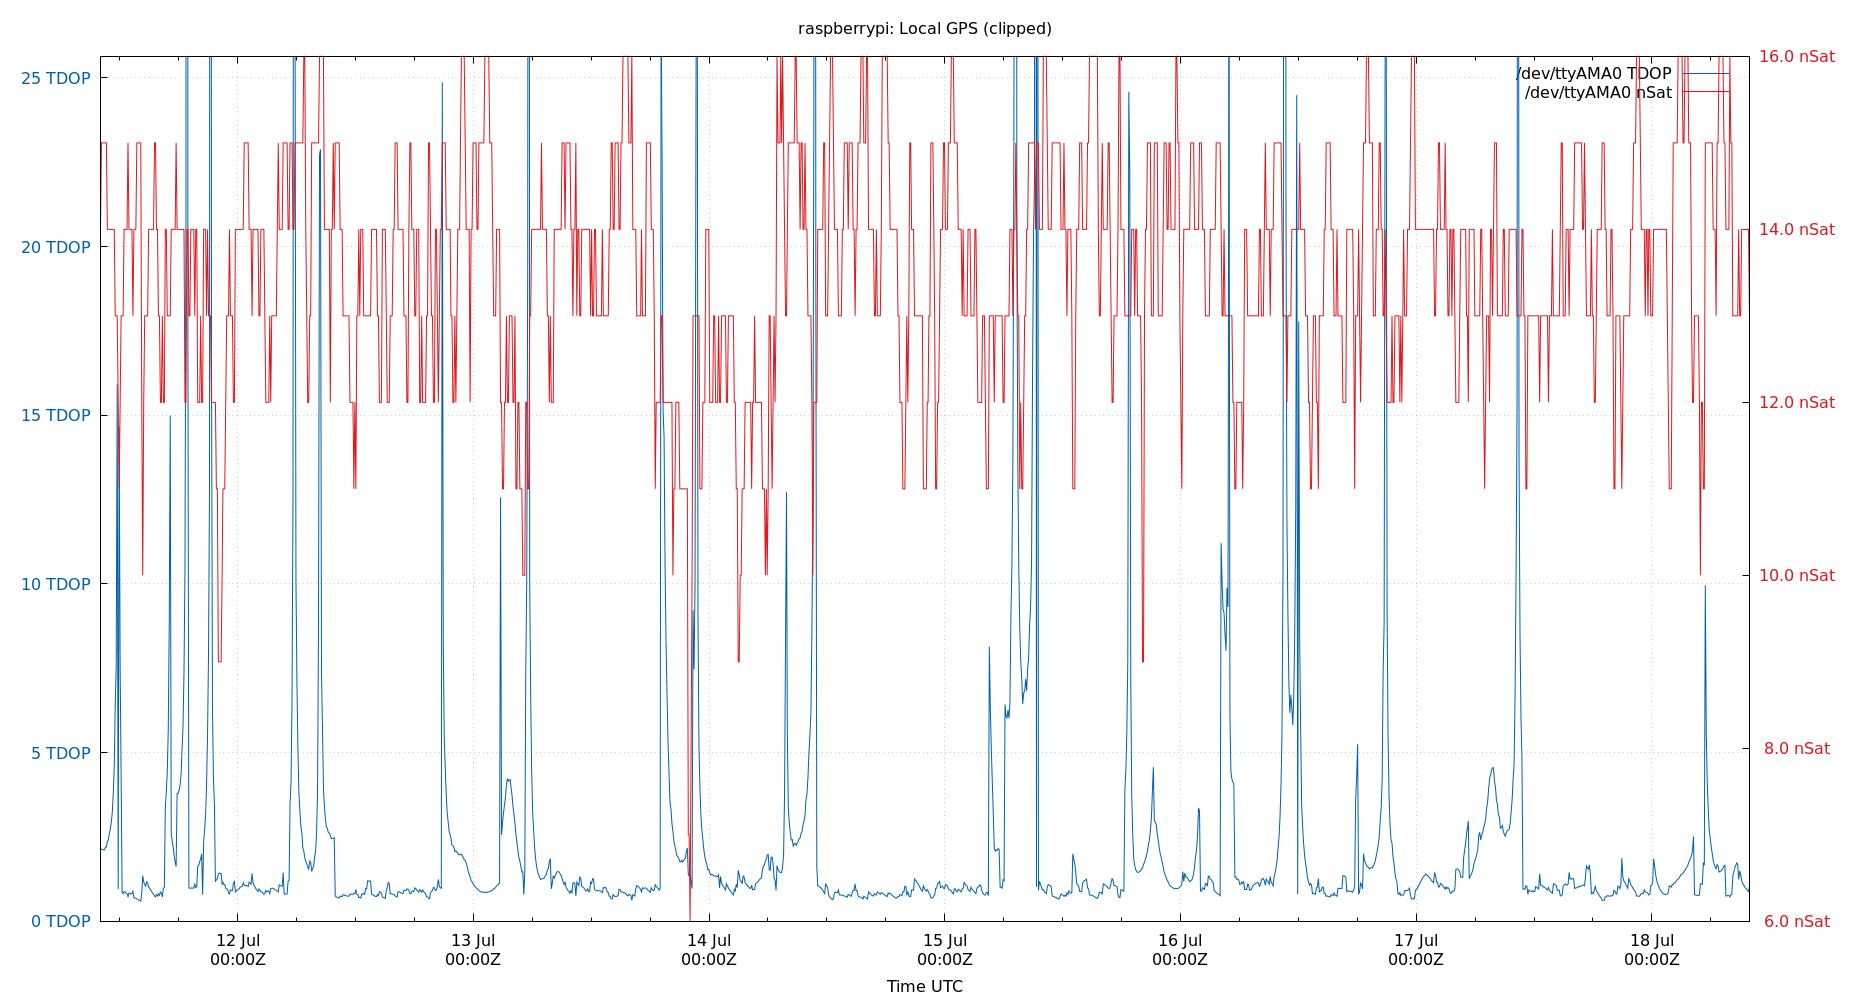 raspberrypi: Local GPS (clipped)
25 TDOP
20 TDOP
15 TDOP
10 TDOP
5 TDOP
0 TDOP
16.0 nSat
14.0 nSat
12.0 nSat
10.0 nSat
8.0 nSat
6.0 nSat
/dev/ttyAMA0 TDOP
/dev/ttyAMA0 nSat
12 Jul 13 Jul 14 Jul 15 Jul 16 Jul 17 Jul 18 Jul
00:00Z 00:00Z 00:00Z 00:00Z 00:00Z 00:00Z 00:00Z
Time UTC